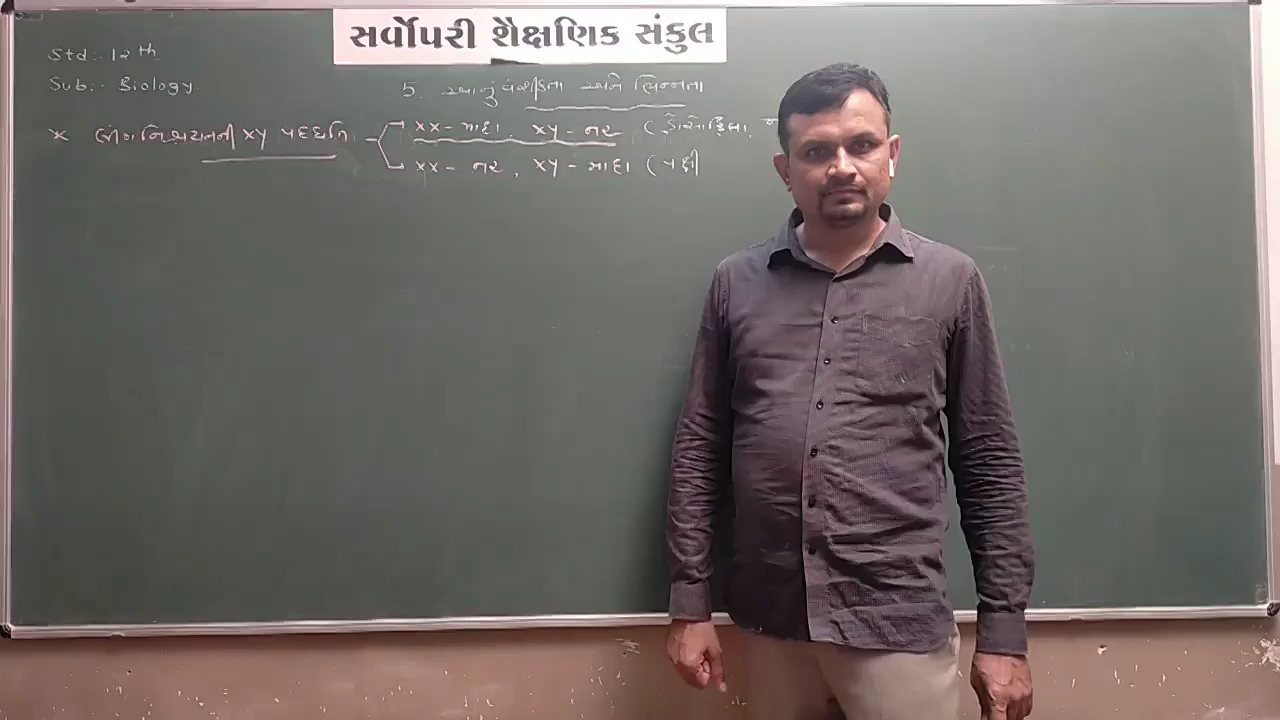 સર્વોપરી શૈક્ષણિક સંકુલ
Std:- 12th
Sub:- Biology
5. આનુવંશિકતા અને ભિન્નતા
* લિંગનિશ્ચયનની XY પદ્ધતિ
XX- માદા, XY- નર (ડ્રોસોફિલા,
XX- નર, XY- માદા (પક્ષી